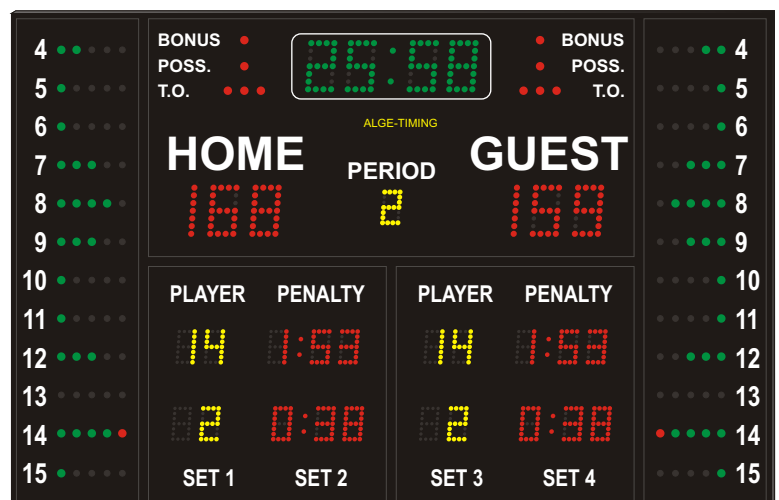 4 BONUS 25:58 BONUS 4
POSS. POSS.
5 T.O. T.O. 5
6 ALGE-TIMING 6
HOME GUEST
7 PERIOD 7
8 168 2 159 8
9 9
10 PLAYER PENALTY PLAYER PENALTY 10
11 11
12 14 1:53 14 1:53 12
13 13
14 2 0:38 2 0:38 14
15 SET 1 SET 2 SET 3 SET 4 15